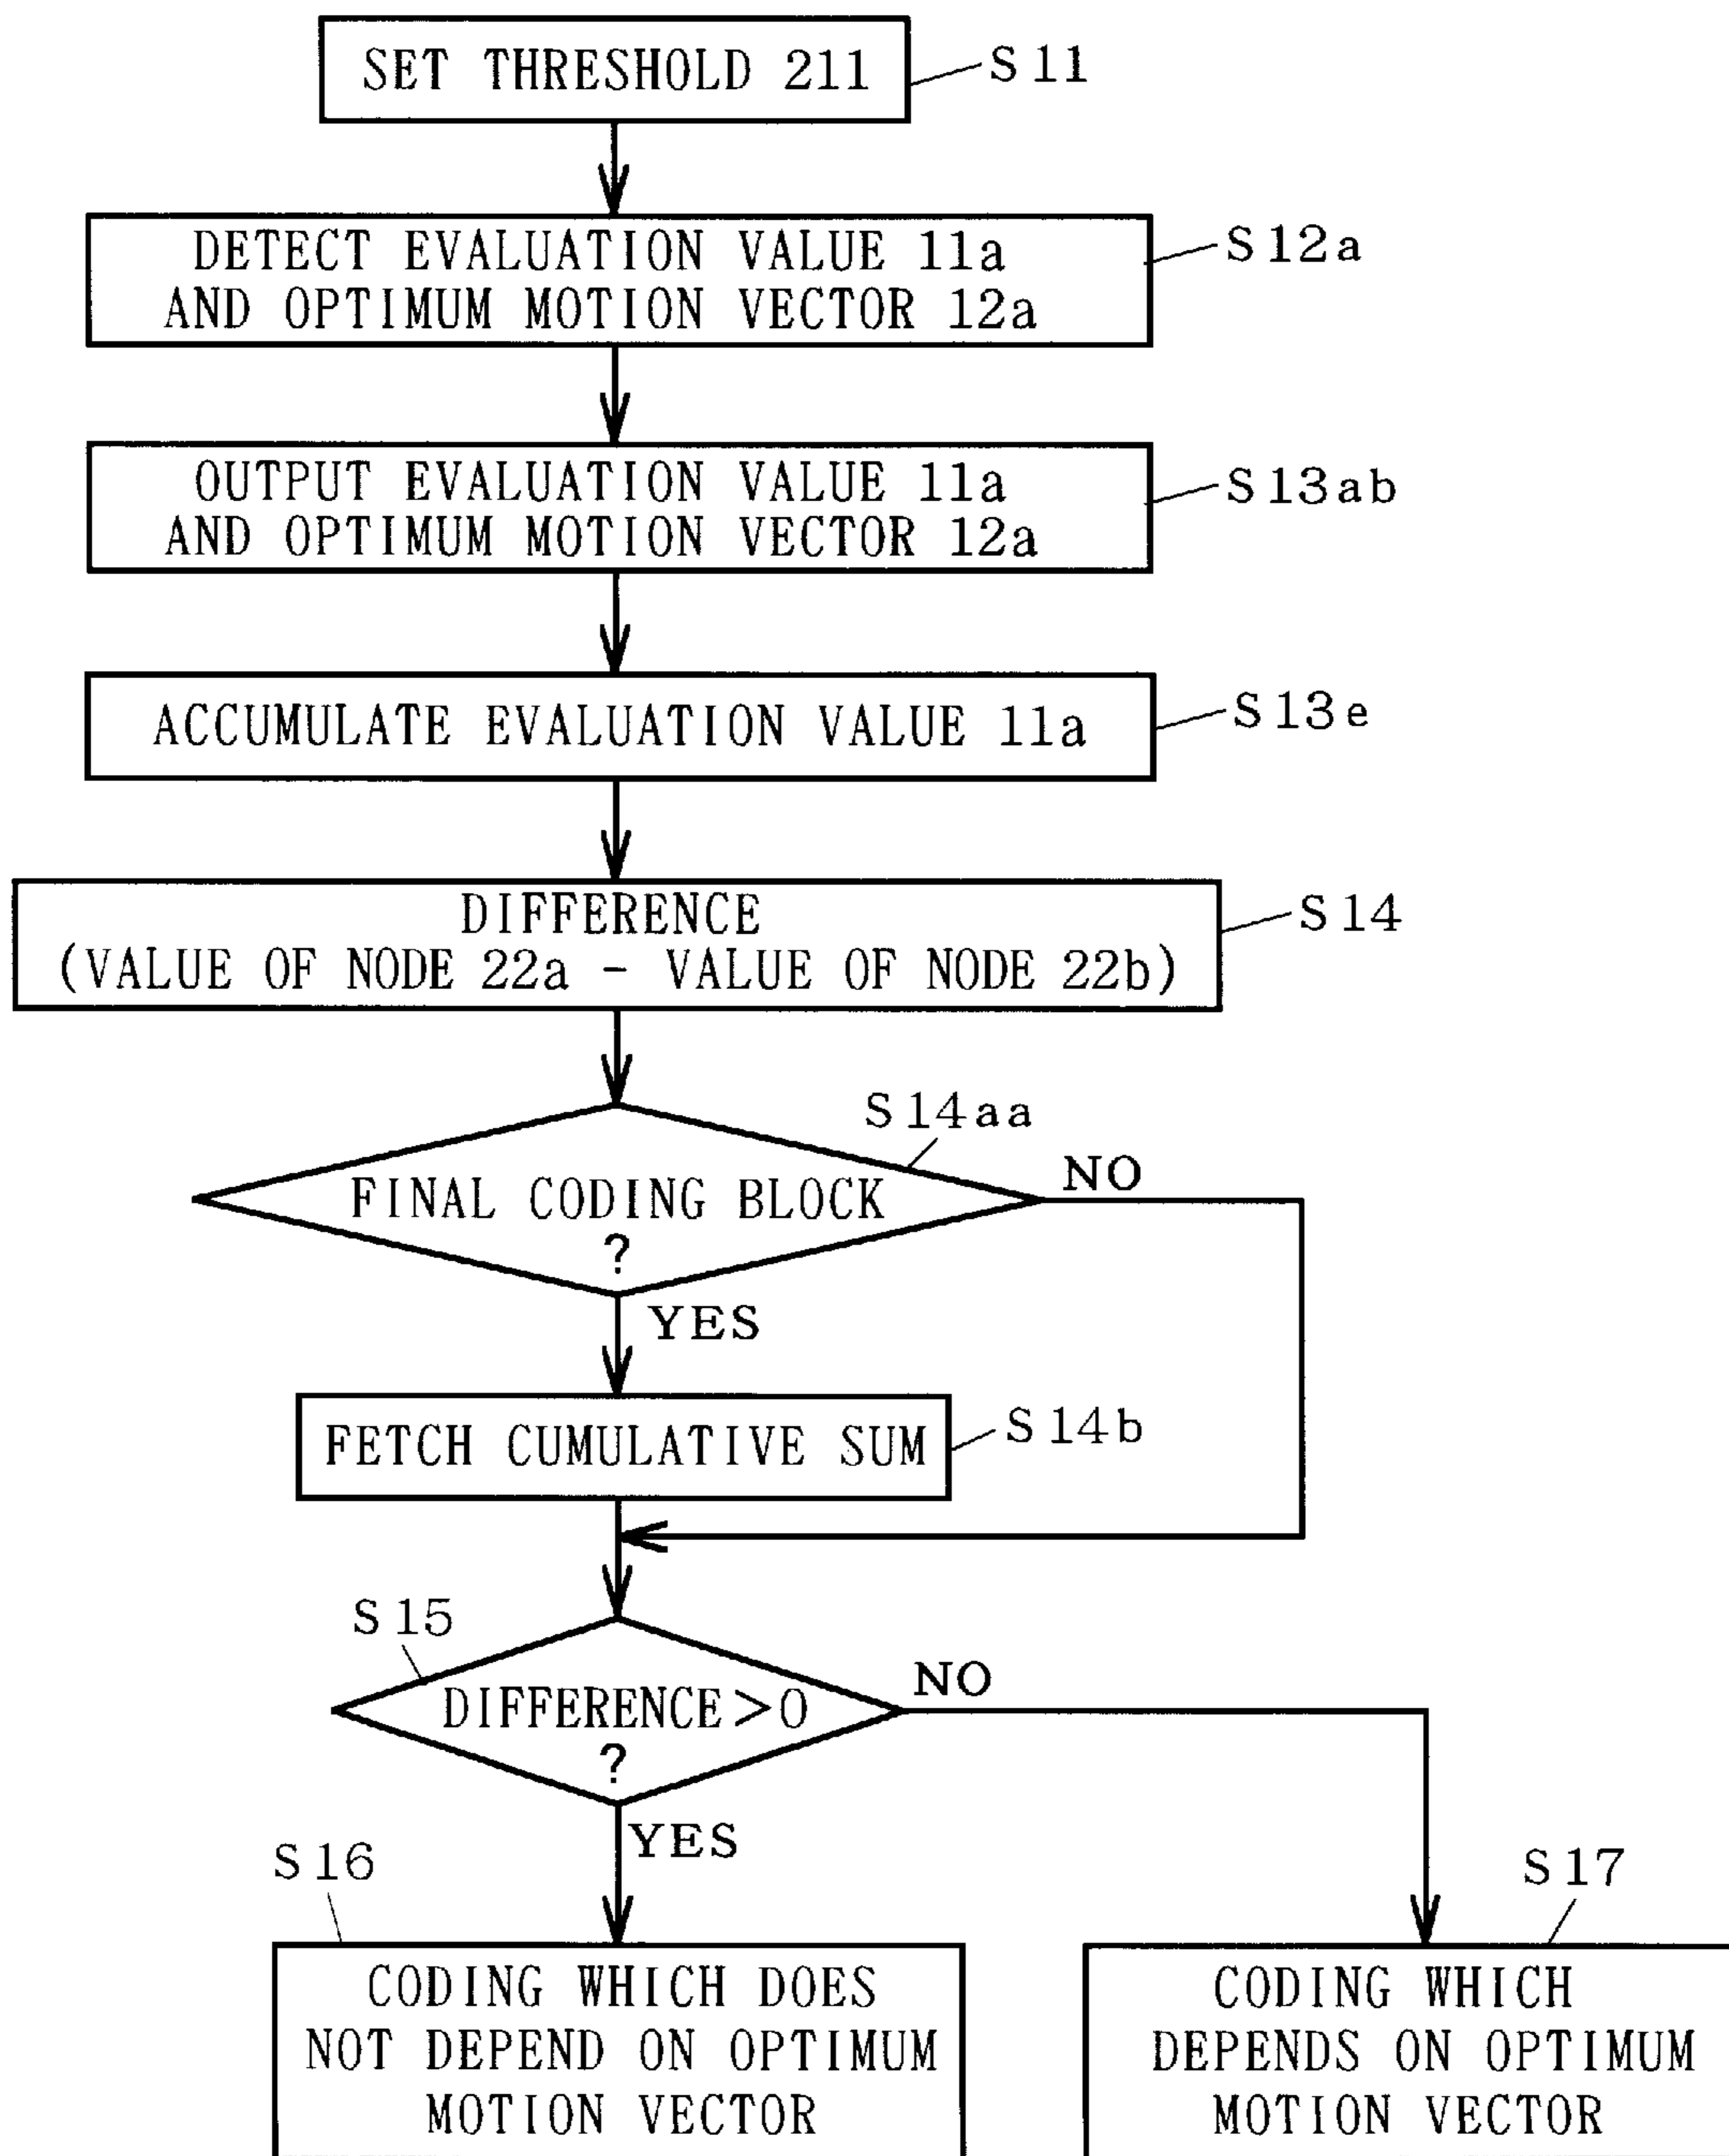 SET THRESHOLD 211
S11
DETECT EVALUATION VALUE 11a
AND OPTIMUM MOTION VECTOR 12a
S12a
OUTPUT EVALUATION VALUE 11a
AND OPTIMUM MOTION VECTOR 12a
S13ab
ACCUMULATE EVALUATION VALUE 11a
S13e
DIFFERENCE
(VALUE OF NODE 22a - VALUE OF NODE 22b)
S14
S14aa
FINAL CODING BLOCK
?
NO
YES
FETCH CUMULATIVE SUM
S14b
S15
DIFFERENCE>0
?
NO
YES
S16
S17
CODING WHICH DOES
NOT DEPEND ON OPTIMUM
MOTION VECTOR
CODING WHICH
DEPENDS ON OPTIMUM
MOTION VECTOR